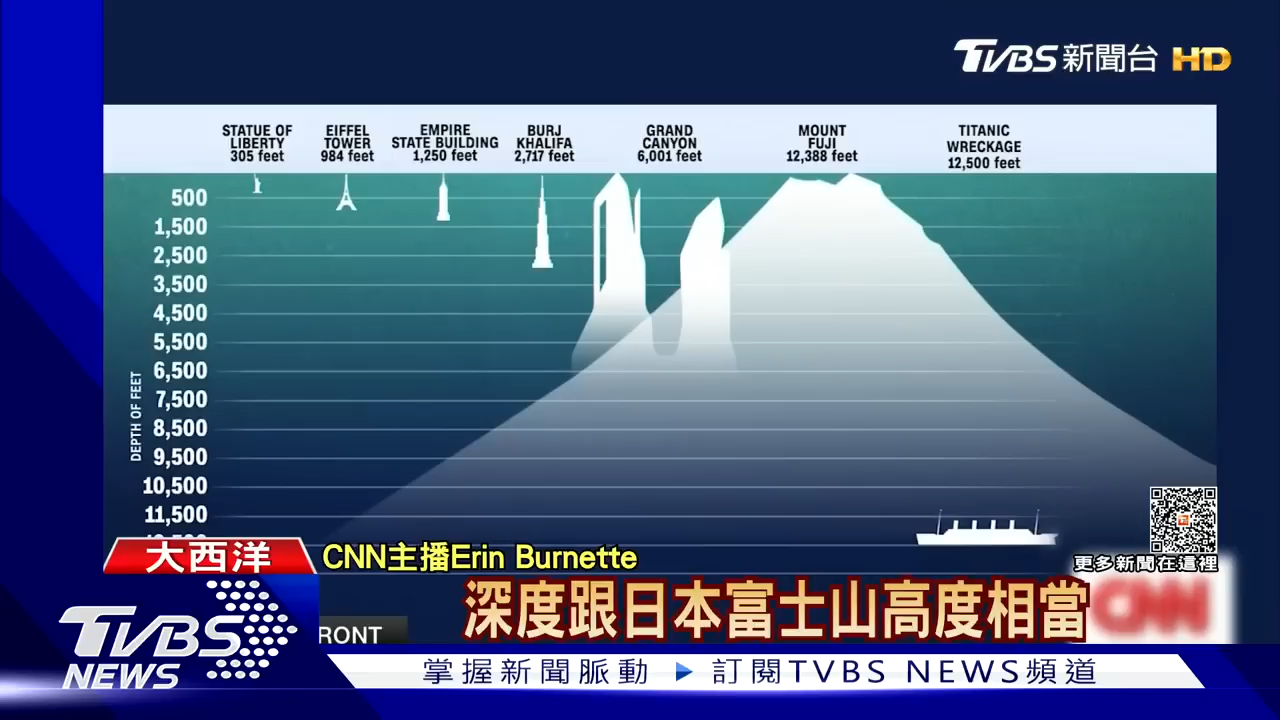 TVBS新聞台 HD
STATUE OF
LIBERTY
305 feet
EIFFEL
TOWER
984 feet
EMPIRE
STATE BUILDING
1,250 feet
BURJ
KHALIFA
2,717 feet
GRAND
CANYON
6,001 feet
MOUNT
FUJI
12,388 feet
TITANIC
WRECKAGE
12,500 feet
500
1,500
2,500
3,500
4,500
5,500
6,500
7,500
8,500
9,500
10,500
11,500
DEPTH OF FEET
更多新聞在這裡
大西洋
CNN主播Erin Burnette
深度跟日本富士山高度相當
CNN
RONT
TVBS
NEWS
掌握新聞脈動 訂閱TVBS NEWS頻道